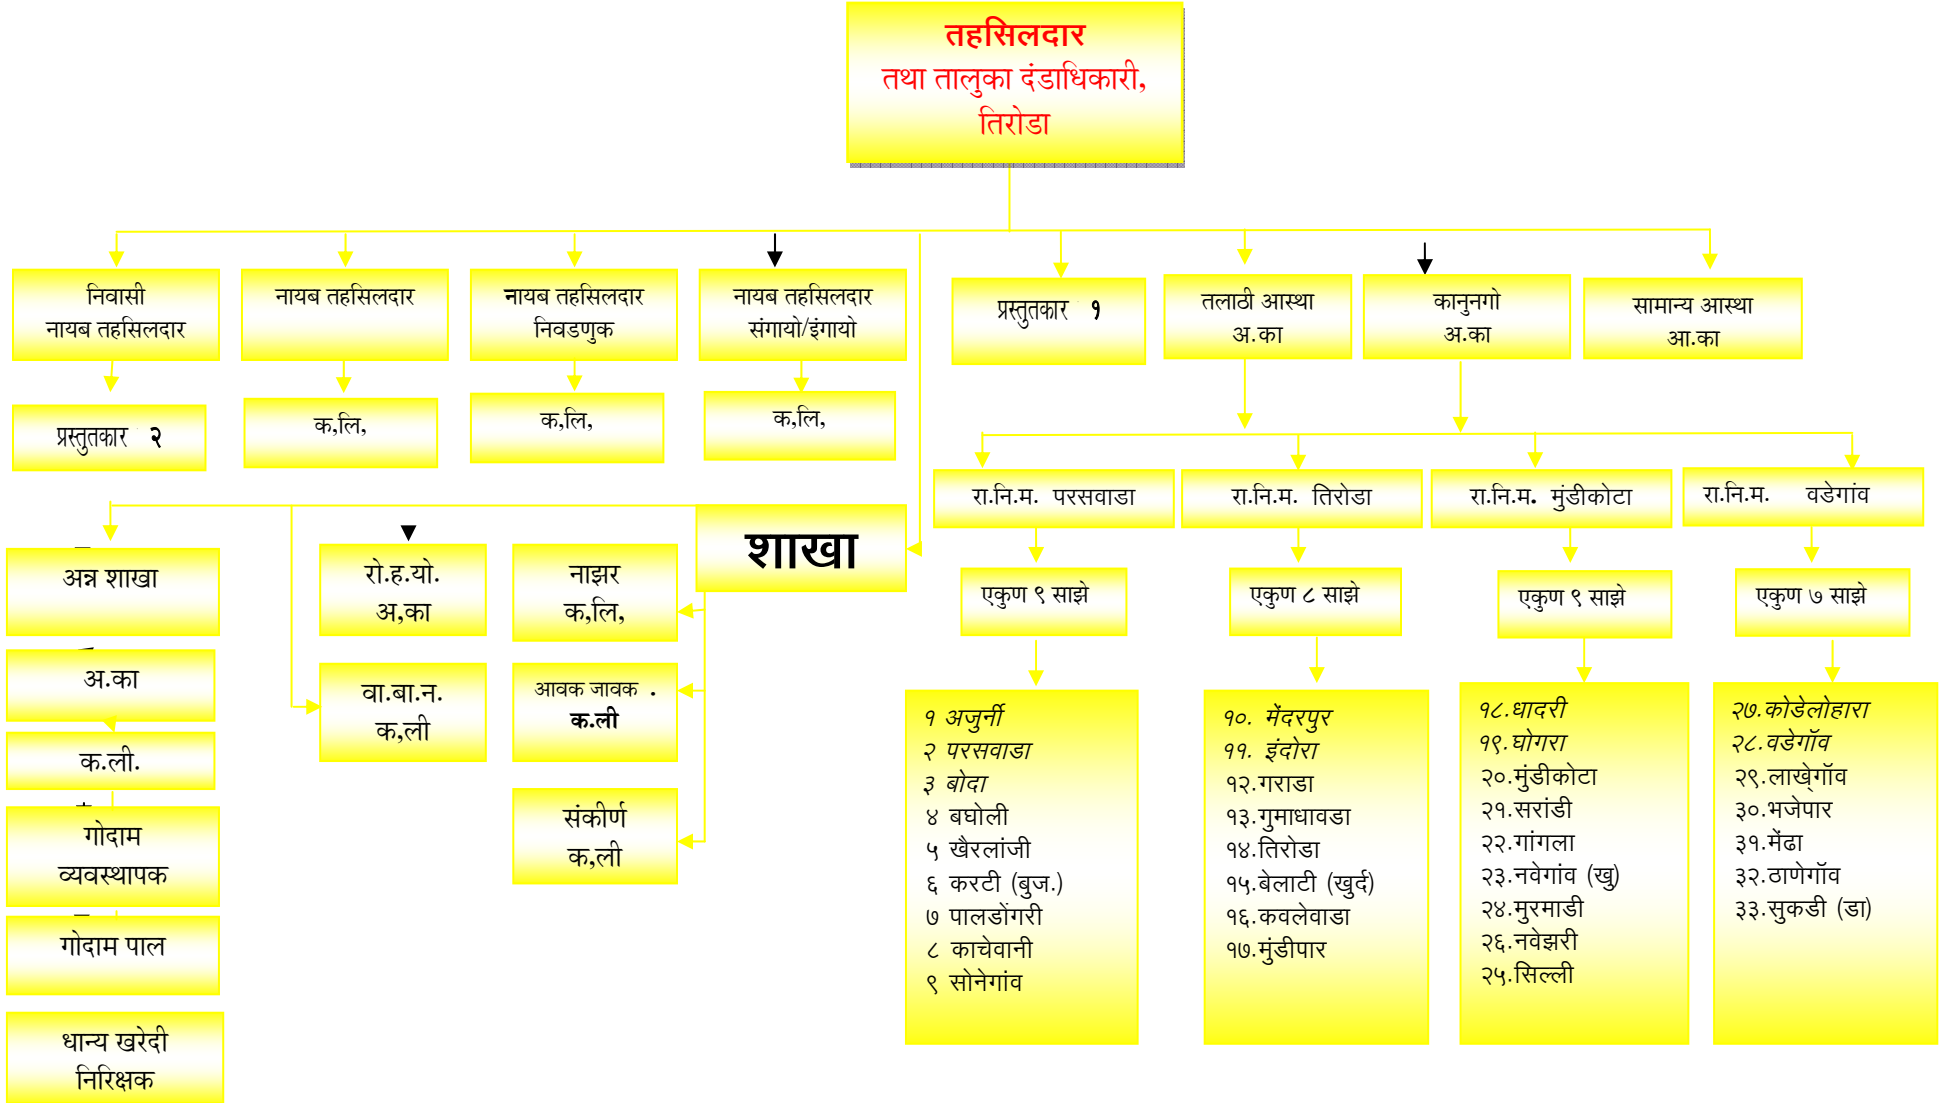 तहसिलदार
तथा तालुका दंडाधिकारी,
तिरोडा
निवासी
नायब तहसिलदार
नायब तहसिलदार
नायब तहसिलदार
निवडणुक
नायब तहसिलदार
संगायो/इंगायो
प्रस्तुतकार १
तलाठी आस्था
अ.का
कानुनगो
अ.का
सामान्य आस्था
आ.का
प्रस्तुतकार २
क,लि,
क,लि,
क,लि,
रा.नि.म. परसवाडा
रा.नि.म. तिरोडा
रा.नि.म. मुंडीकोटा
रा.नि.म. वडेगांव
शाखा
अन्न शाखा
रो.ह.यो.
अ,का
नाझर
क,लि,
एकुण ९ साझे
एकुण ८ साझे
एकुण ९ साझे
एकुण ७ साझे
अ.का
वा.बा.न.
क,ली
आवक जावक .
क.ली
क.ली.
गोदाम
व्यवस्थापक
संकीर्ण
क,ली
गोदाम पाल
धान्य खरेदी
निरिक्षक
१ अजुर्नी
२ परसवाडा
३ बोदा
४ बघोली
५ खैरलांजी
६ करटी (बुज.)
७ पालडोंगरी
८ काचेवानी
९ सोनेगांव
१०. मेंदरपुर
११. इंदोरा
१२.गराडा
१३.गुमाधावडा
१४.तिरोडा
१५.बेलाटी (खुर्द)
१६.कवलेवाडा
१७.मुंडीपार
१८.धादरी
१९.घोगरा
२०.मुंडीकोटा
२१.सरांडी
२२.गांगला
२३.नवेगांव (खु)
२४.मुरमाडी
२६.नवेझरी
२५.सिल्ली
२७.कोडेलोहारा
२८.वडेगॉव
२९.लाखेगॉव
३०.भजेपार
३१.मेंढा
३२.ठाणेगॉव
३३.सुकडी (डा)